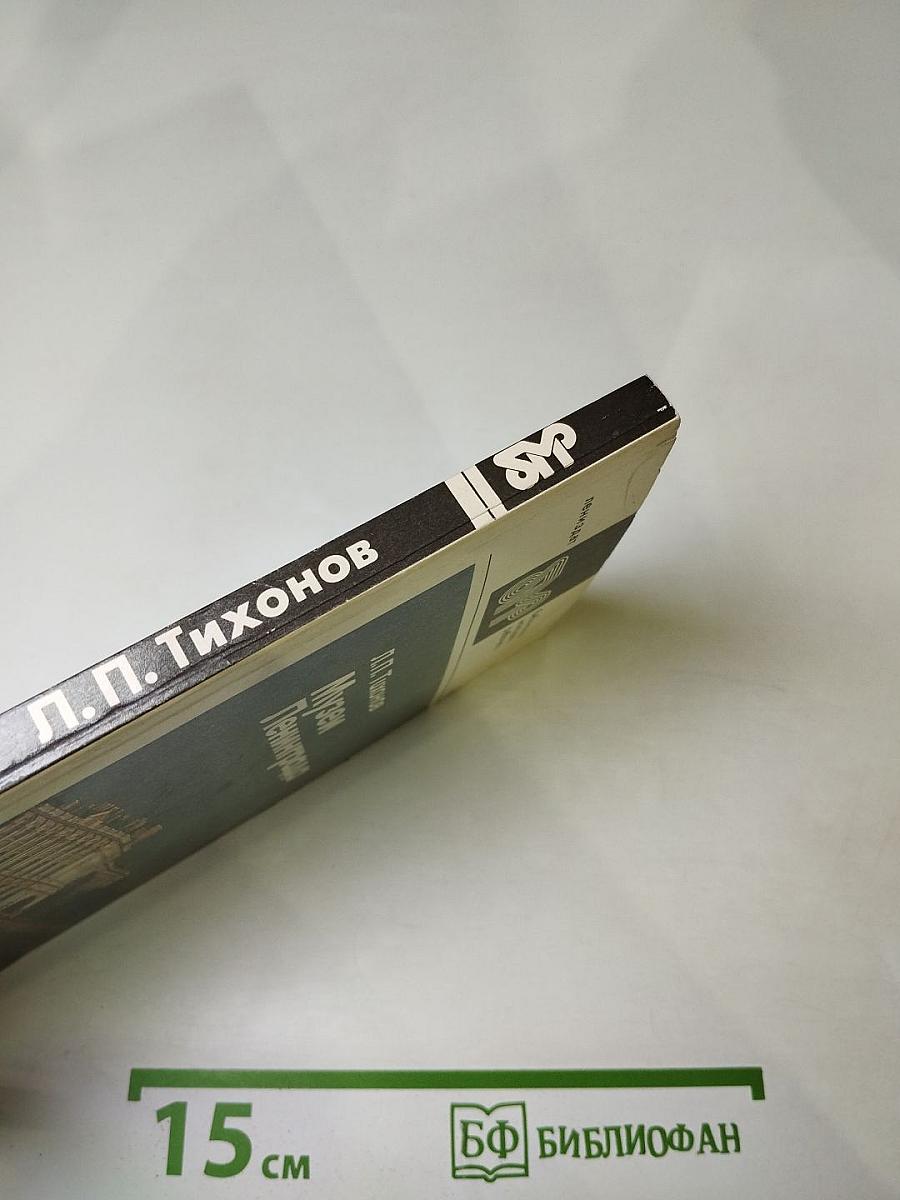 Л. П. Тихонов
Лениздат
Л.П. Тихонов
Музеи
Ленинграда
15 см
БФ БИБЛИОФАН